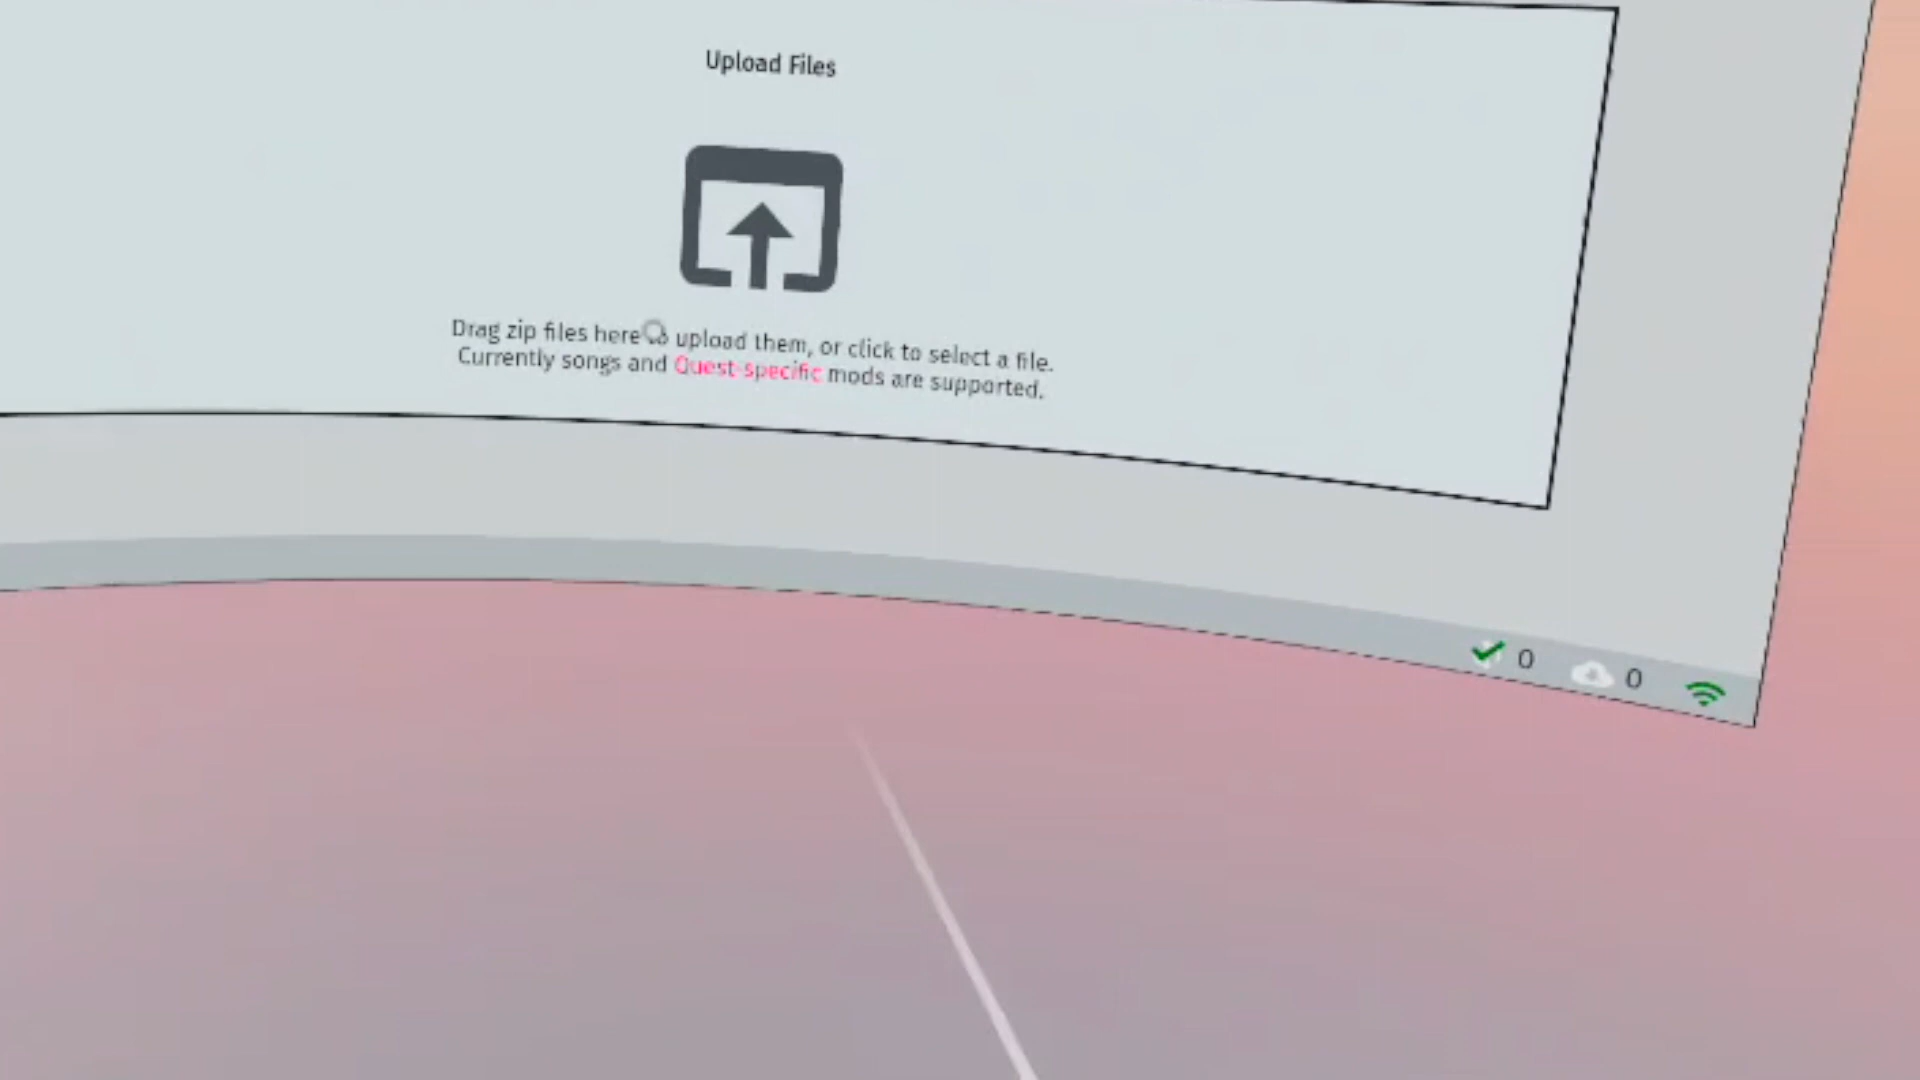 Upload Files
Drag zip files here to upload them, or click to select a file.
Currently songs and Quest-specific mods are supported.
0 0